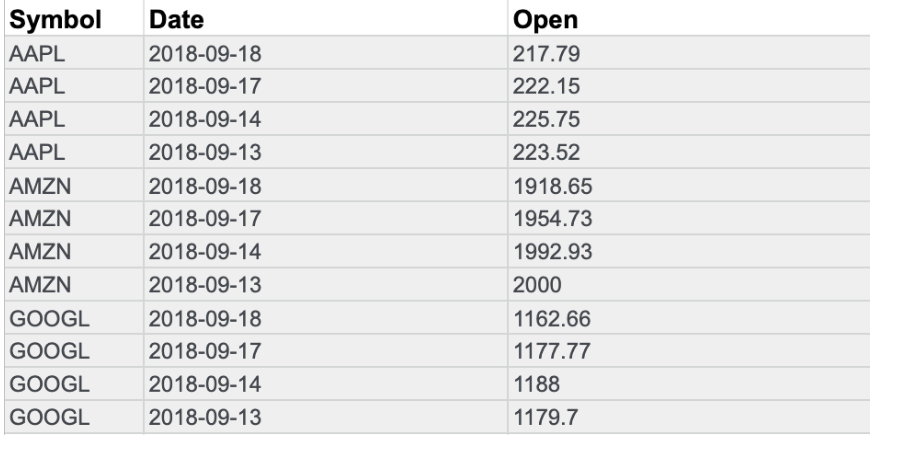 Symbol Date Open
AAPL 2018-09-18 217.79
AAPL 2018-09-17 222.15
AAPL 2018-09-14 225.75
AAPL 2018-09-13 223.52
AMZN 2018-09-18 1918.65
AMZN 2018-09-17 1954.73
AMZN 2018-09-14 1992.93
AMZN 2018-09-13 2000
GOOGL 2018-09-18 1162.66
GOOGL 2018-09-17 1177.77
GOOGL 2018-09-14 1188
GOOGL 2018-09-13 1179.7